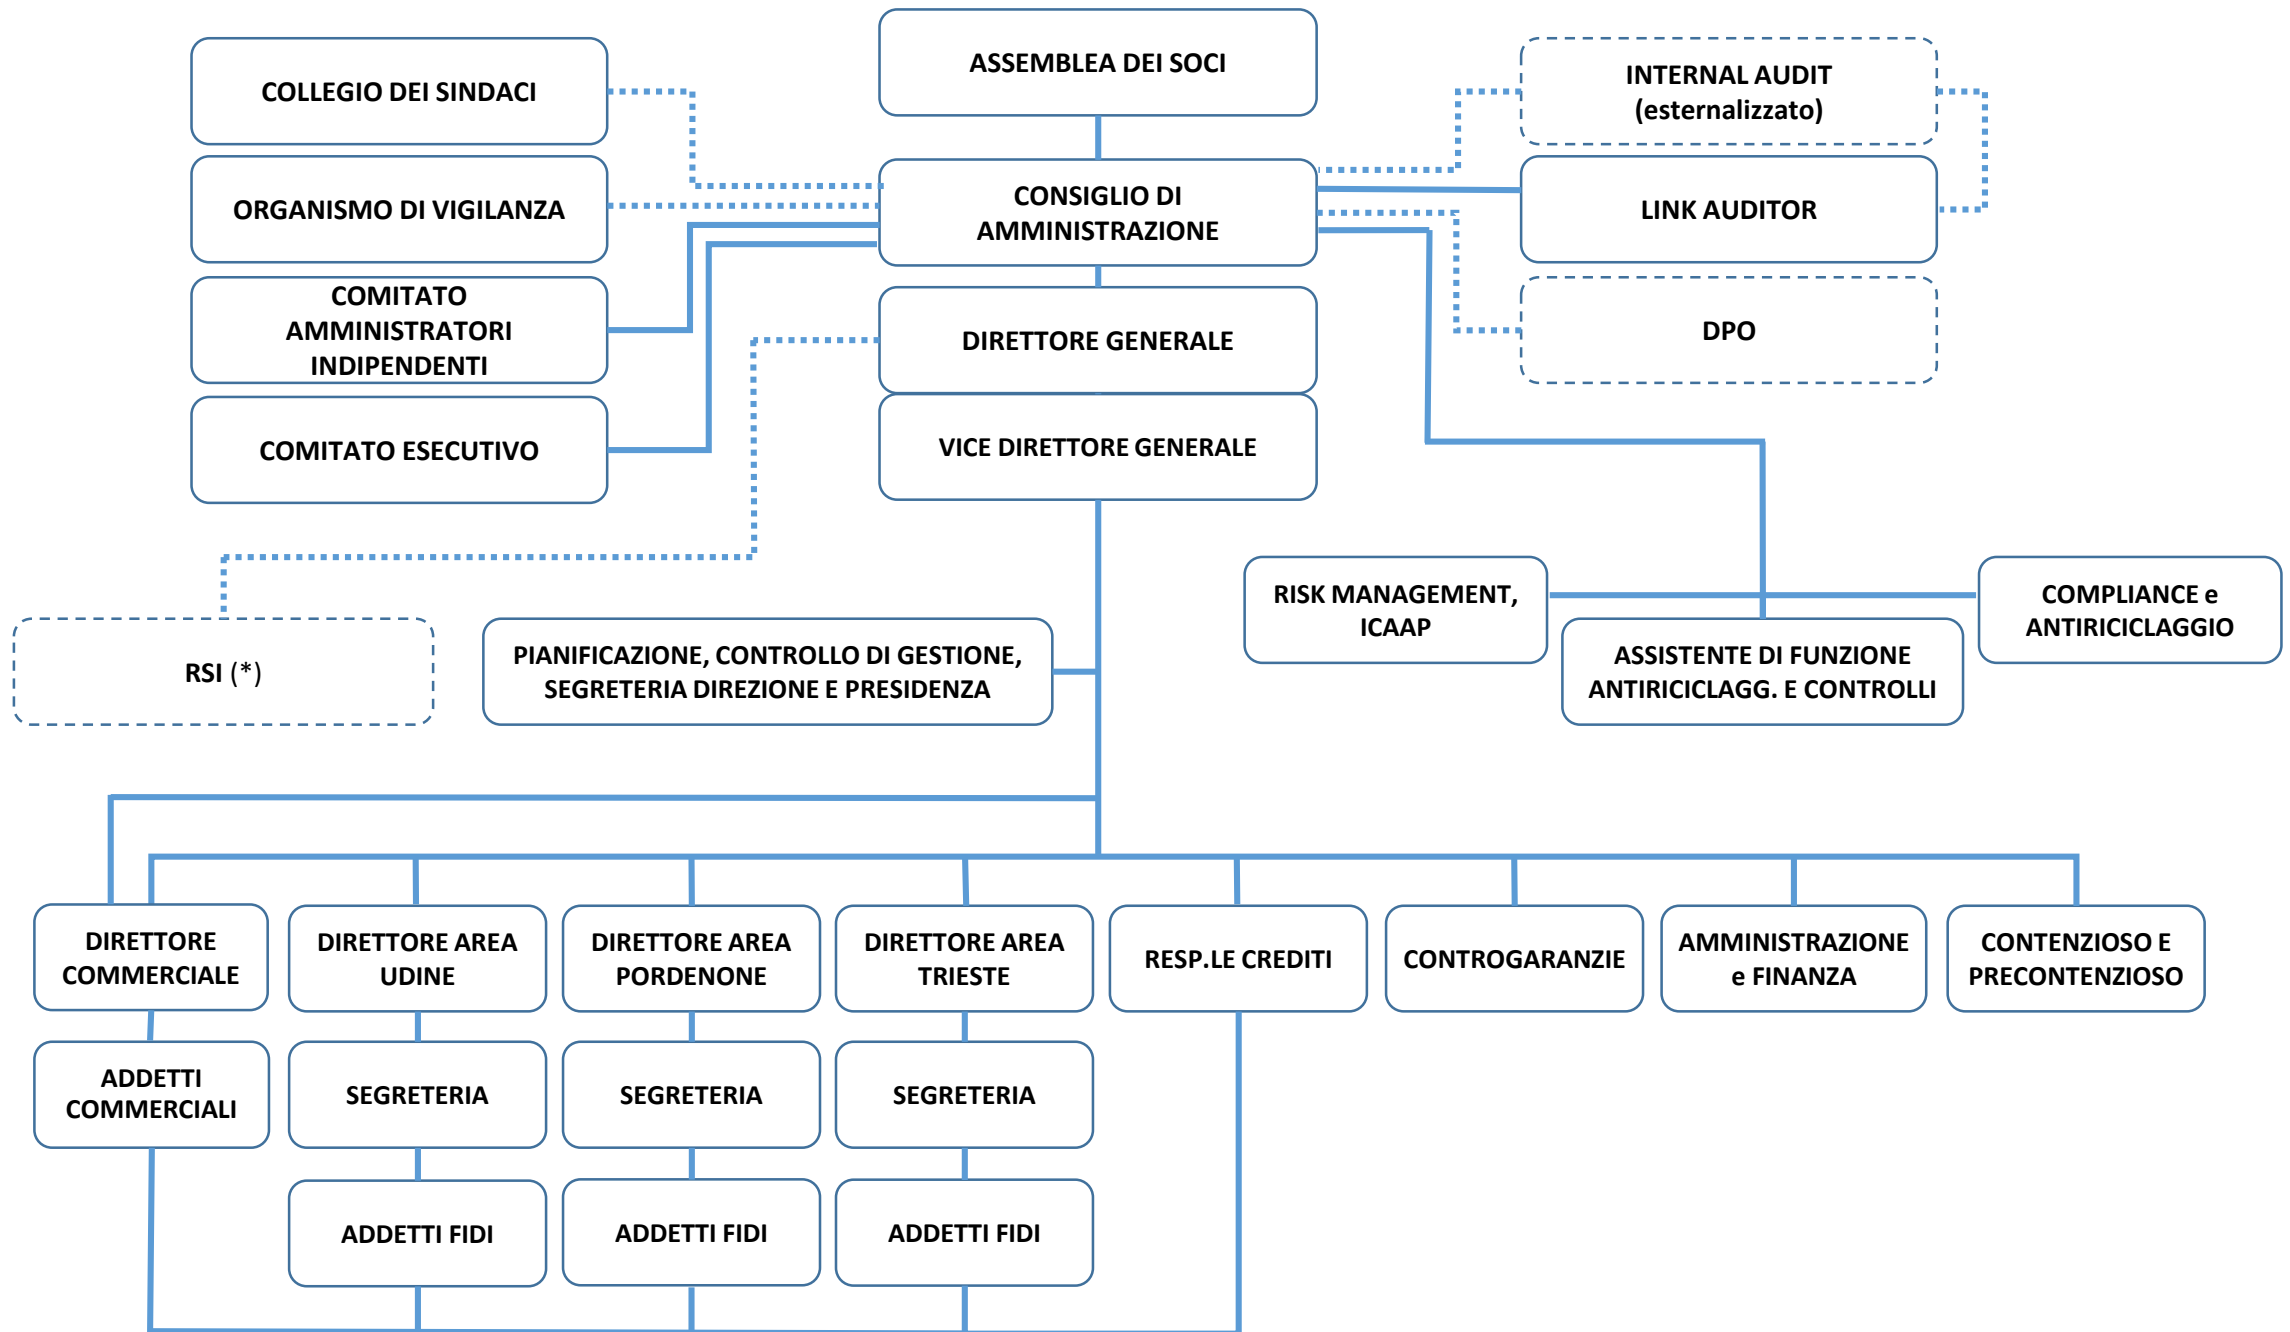 ASSEMBLEA DEI SOCI
COLLEGIO DEI SINDACI
INTERNAL AUDIT
(esternalizzato)
CONSIGLIO DI
AMMINISTRAZIONE
ORGANISMO DI VIGILANZA
LINK AUDITOR
COMITATO
AMMINISTRATORI
INDIPENDENTI
DIRETTORE GENERALE
DPO
COMITATO ESECUTIVO
VICE DIRETTORE GENERALE
RISK MANAGEMENT,
ICAAP
COMPLIANCE e
ANTIRICICLAGGIO
RSI (*)
PIANIFICAZIONE, CONTROLLO DI GESTIONE,
SEGRETERIA DIREZIONE E PRESIDENZA
ASSISTENTE DI FUNZIONE
ANTIRICICLAGG. E CONTROLLI
DIRETTORE
COMMERCIALE
DIRETTORE AREA
UDINE
DIRETTORE AREA
PORDENONE
DIRETTORE AREA
TRIESTE
RESP.LE CREDITI
CONTROGARANZIE
AMMINISTRAZIONE
e FINANZA
CONTENZIOSO E
PRECONTENZIOSO
ADDETTI
COMMERCIALI
SEGRETERIA
SEGRETERIA
SEGRETERIA
ADDETTI FIDI
ADDETTI FIDI
ADDETTI FIDI